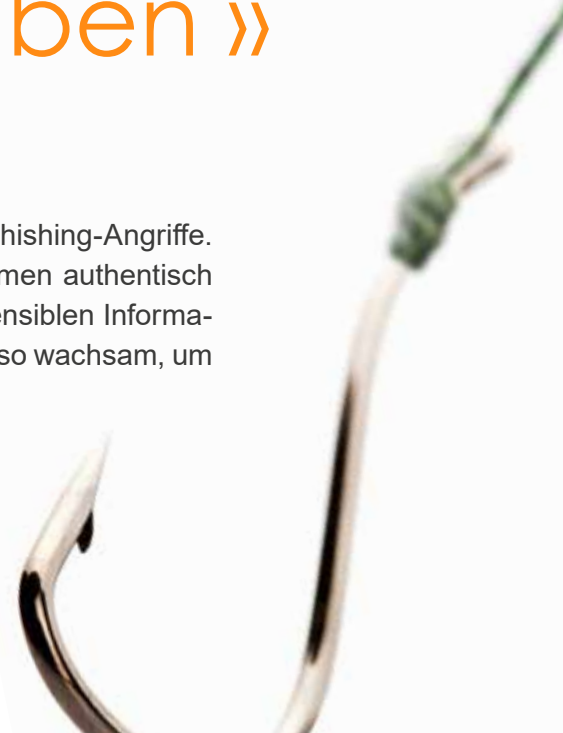 ben »
hishing-Angriffe.
men authentisch
ensiblen Informa-
so wachsam, um